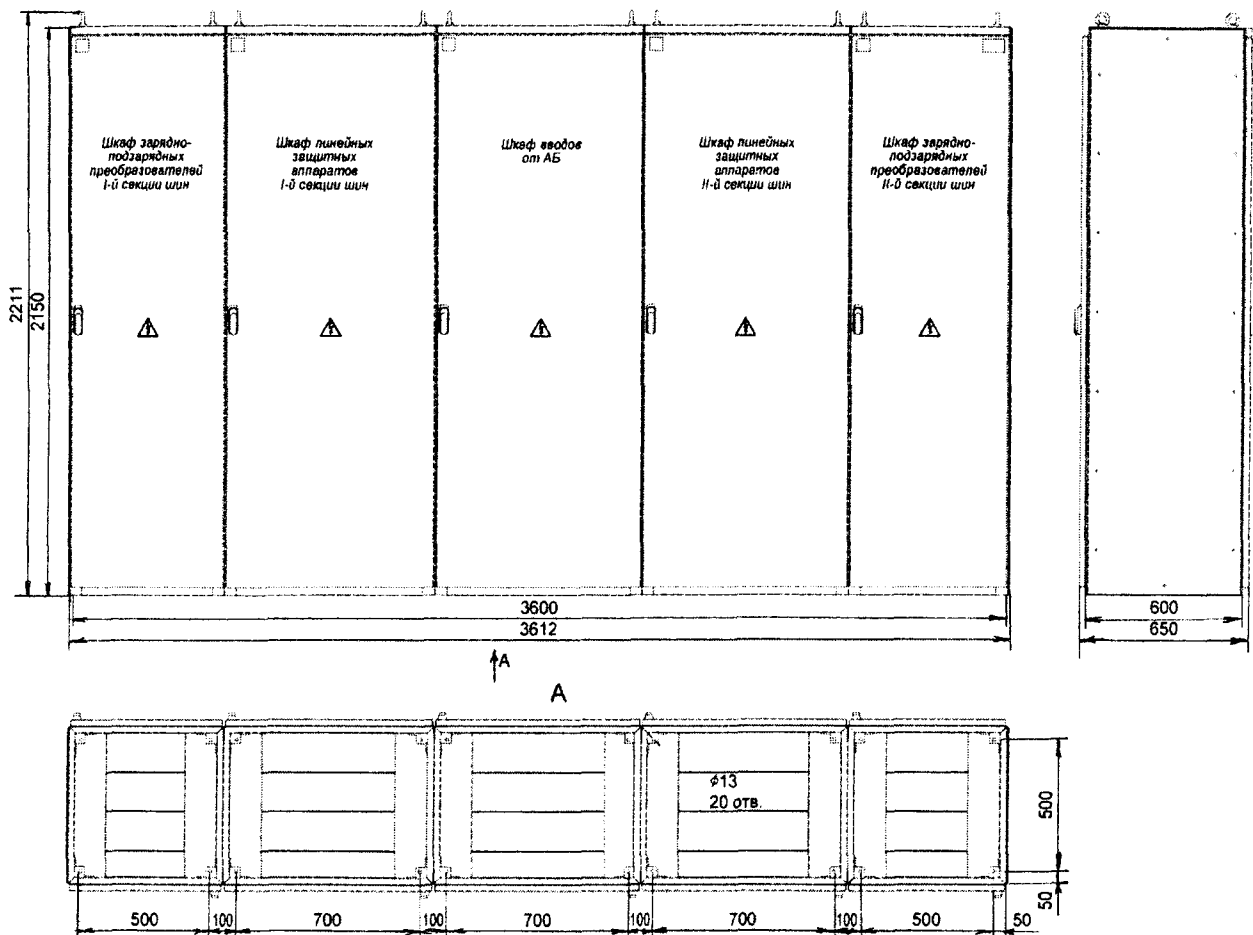 Шкаф зарядно-
подзарядных
преобразователей
I-й секции шин
Шкаф линейных
защитных
аппаратов
I-й секции шин
Шкаф вводов
от АБ
Шкаф линейных
защитных
аппаратов
II-й секции шин
Шкаф зарядно-
подзарядных
преобразователей
II-й секции шин
2211
2150
3600
3612
600
650
А
А
ϕ13
20 отв.
500
50
500
100
700
100
700
100
700
100
500
50